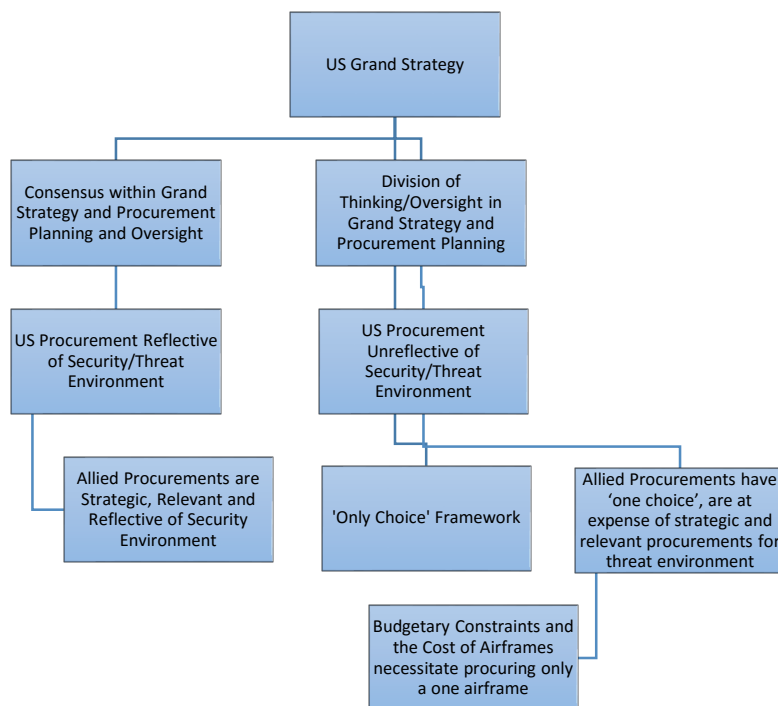 US Grand Strategy
Consensus within Grand
Strategy and Procurement
Planning and Oversight
Division of
Thinking/Oversight in
Grand Strategy and
Procurement Planning
US Procurement Reflective
of Security/Threat
Environment
US Procurement
Unreflective of
Security/Threat
Environment
Allied Procurements are
Strategic, Relevant and
Reflective of Security
Environment
'Only Choice' Framework
Allied Procurements have
‘one choice’, are at
expense of strategic and
relevant procurements for
threat environment
Budgetary Constraints and
the Cost of Airframes
necessitate procuring only
a one airframe